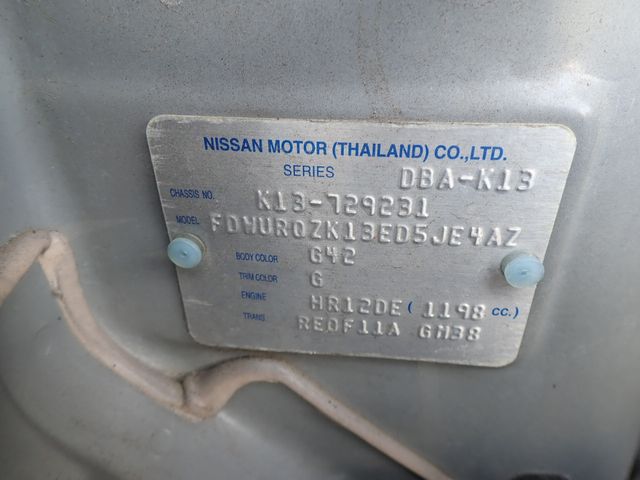 NISSAN MOTOR (THAILAND) CO.,LTD.
SERIES DBA-K13
CHASSIS NO. K13-729231
MODEL FDWUROZK13ED5JE4AZ
BODY COLOR G42
TRIM COLOR G
ENGINE HR12DE (1198 CC.)
TRANS RE0F11A GM38